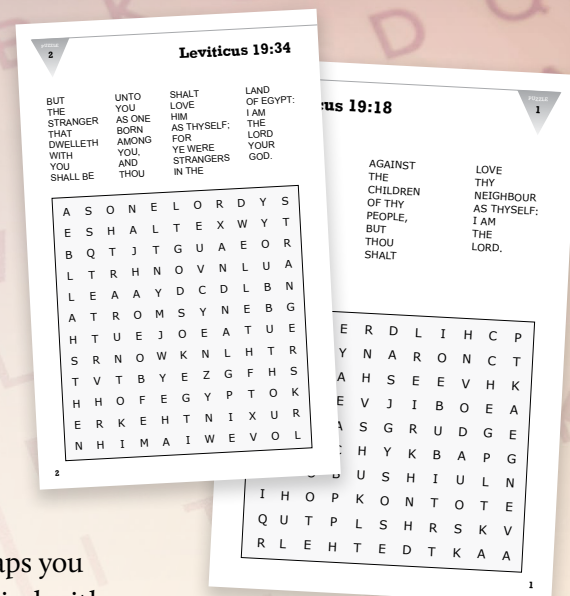 PUZZLE
2
Leviticus 19:34
BUT
THE
STRANGER
THAT
DWELLETH
WITH
YOU
SHALL BE
UNTO
YOU
AS ONE
BORN
AMONG
YOU,
AND
THOU
SHALT
LOVE
HIM
AS THYSELF;
FOR
YE WERE
STRANGERS
IN THE
LAND
OF EGYPT:
I AM
THE
LORD
YOUR
GOD.
A S O N E L O R D Y S
E S H A L T E X W Y T
B Q T J T G U A E O R
L T R H N O V N L U A
L E A A Y D C D L B N
A T R O M S Y N E B G
H T U E J O E A T U E
S R N O W K N L H T R
T V T B Y E Z G F H S
H H O F E G Y P T O K
E R K E H T N I X U R
N H I M A I W E V O L
2
PUZZLE
1
cus 19:18
AGAINST
THE
CHILDREN
OF THY
PEOPLE,
BUT
THOU
SHALT
LOVE
THY
NEIGHBOUR
AS THYSELF:
I AM
THE
LORD.
E R D L I H C P
Y N A R O N C T
A H S E E V H K
E V J I B O E A
A S G R U D G E
H Y K B A P G
B U S H I U L N
I H O P K O N T O T E
Q U T P L S H R S K V
R L E H T E D T K A A
1
aps you